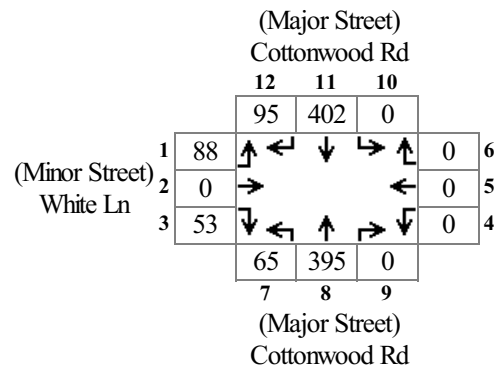 (Major Street)
Cottonwood Rd
12 11 10
95 402 0
1 88 0 6
(Minor Street) 2 0 0 5
White Ln 3 53 0 4
65 395 0
7 8 9
(Major Street)
Cottonwood Rd